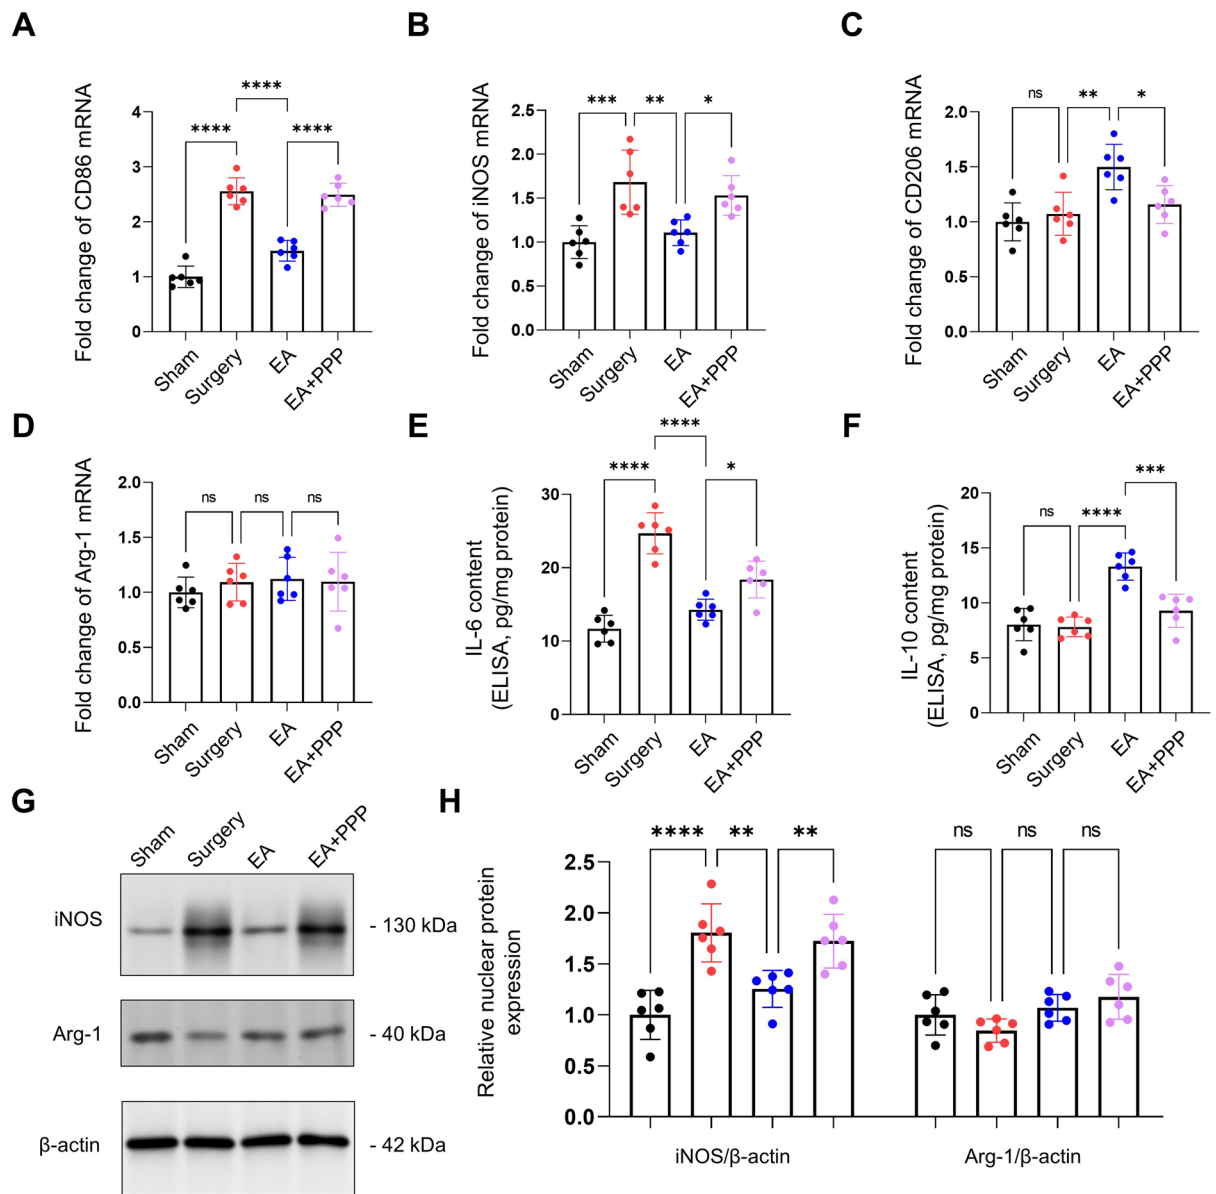 A
Fold change of CD86 mRNA
4
3
2
1
0
****
****
****
Sham
Surgery
EA
EA+PPP
B
Fold change of iNOS mRNA
2.5
2.0
1.5
1.0
0.5
0.0
***
**
*
Sham
Surgery
EA
EA+PPP
C
Fold change of CD206 mRNA
2.0
1.5
1.0
0.5
0.0
ns
**
*
Sham
Surgery
EA
EA+PPP
D
Fold change of Arg-1 mRNA
2.0
1.5
1.0
0.5
0.0
ns
ns
ns
Sham
Surgery
EA
EA+PPP
E
IL-6 content
(ELISA, pg/mg protein)
30
20
10
0
****
****
*
Sham
Surgery
EA
EA+PPP
F
IL-10 content
(ELISA, pg/mg protein)
20
15
10
5
0
ns
****
***
Sham
Surgery
EA
EA+PPP
G
Sham
Surgery
EA
EA+PPP
iNOS
- 130 kDa
Arg-1
- 40 kDa
β-actin
- 42 kDa
H
Relative nuclear protein
expression
2.5
2.0
1.5
1.0
0.5
0.0
****
**
**
ns
ns
ns
iNOS/β-actin
Arg-1/β-actin